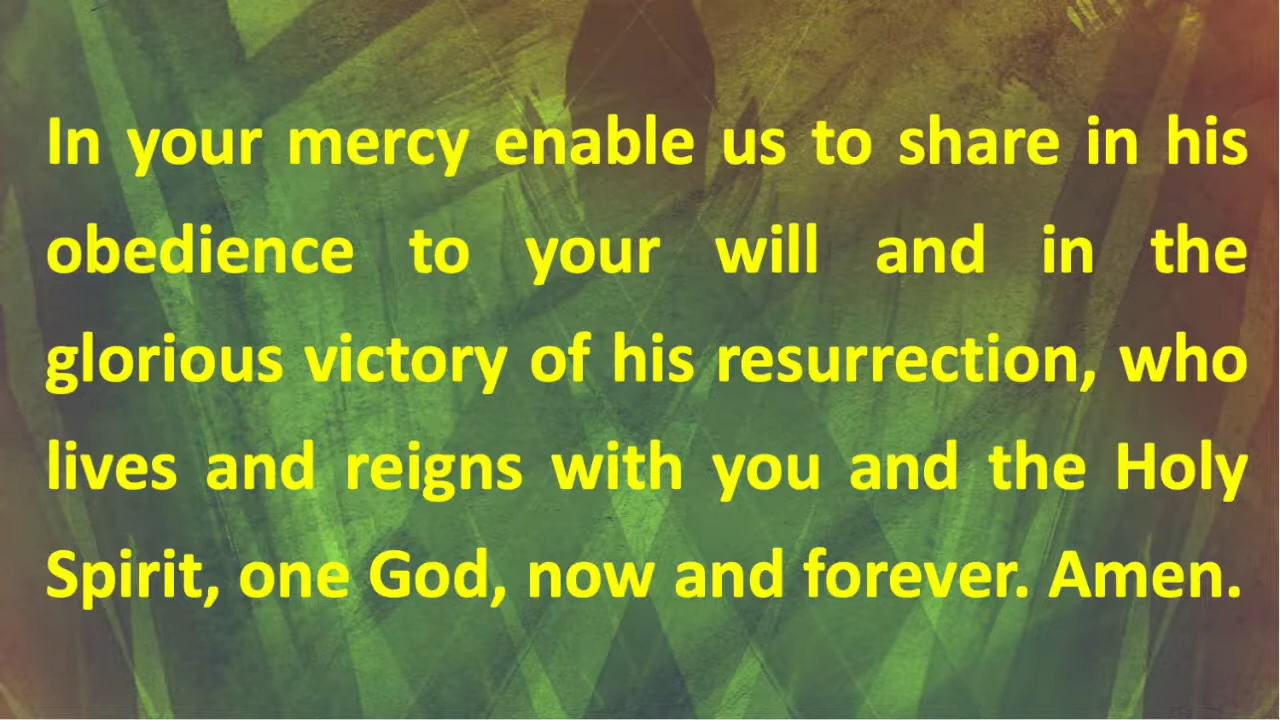 In your mercy enable us to share in his
obedience to your will and in the
glorious victory of his resurrection, who
lives and reigns with you and the Holy
Spirit, one God, now and forever. Amen.